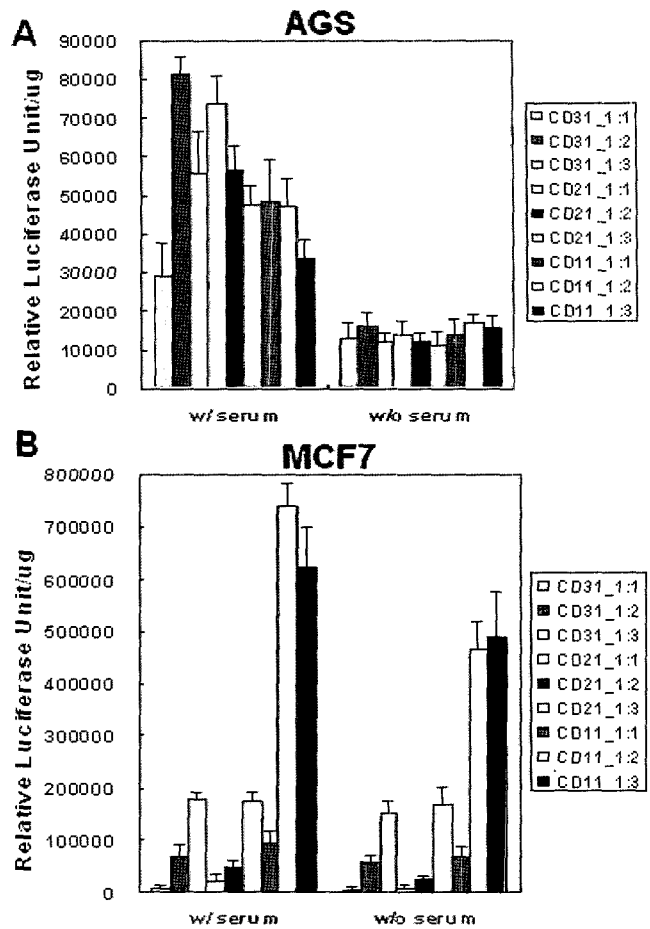 A
AGS
Relative Luciferase Unit/ug
90000
80000
70000
60000
50000
40000
30000
20000
10000
0
w/ serum
w/o serum
CD31_1:1
CD31_1:2
CD31_1:3
CD21_1:1
CD21_1:2
CD21_1:3
CD11_1:1
CD11_1:2
CD11_1:3
B
MCF7
Relative Luciferase Unit/ug
800000
700000
600000
500000
400000
300000
200000
100000
0
w/ serum
w/o serum
CD31_1:1
CD31_1:2
CD31_1:3
CD21_1:1
CD21_1:2
CD21_1:3
CD11_1:1
CD11_1:2
CD11_1:3